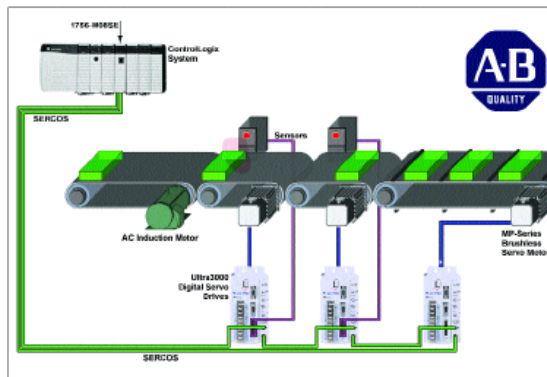 1756-M08SE
ControlLogix
System
SERCOS
A-B
QUALITY
Sensors
AC Induction Motor
MP-Series
Brushless
Servo Motor
Ultra3000
Digital Servo
Drives
SERCOS